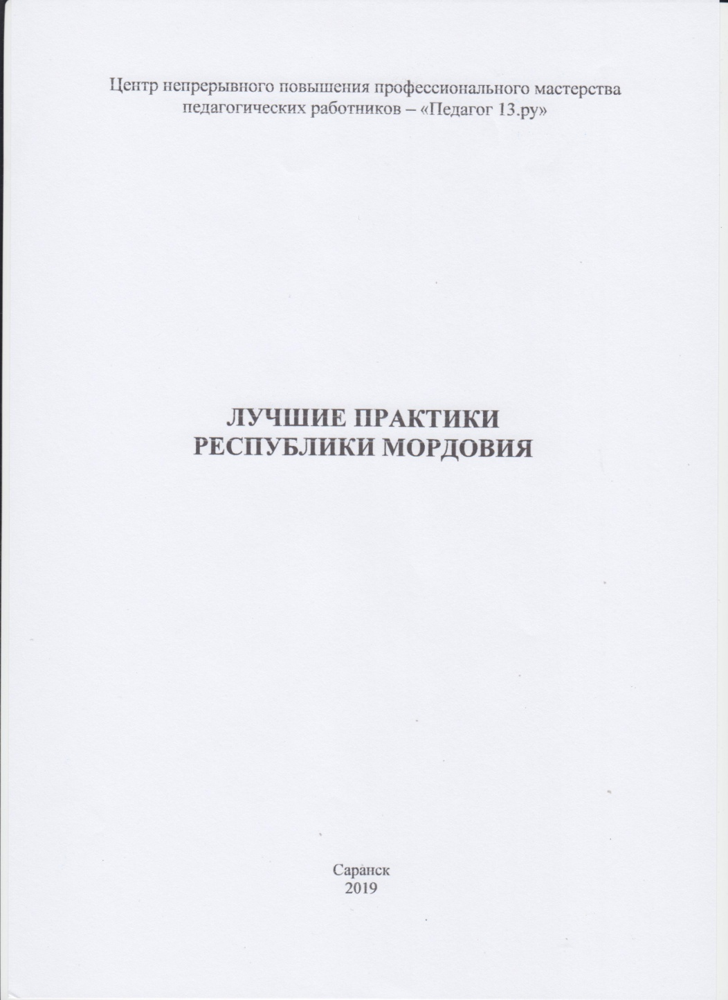 Центр непрерывного повышения профессионального мастерства
педагогических работников – «Педагог 13.ру»
ЛУЧШИЕ ПРАКТИКИ
РЕСПУБЛИКИ МОРДОВИЯ
Саранск
2019